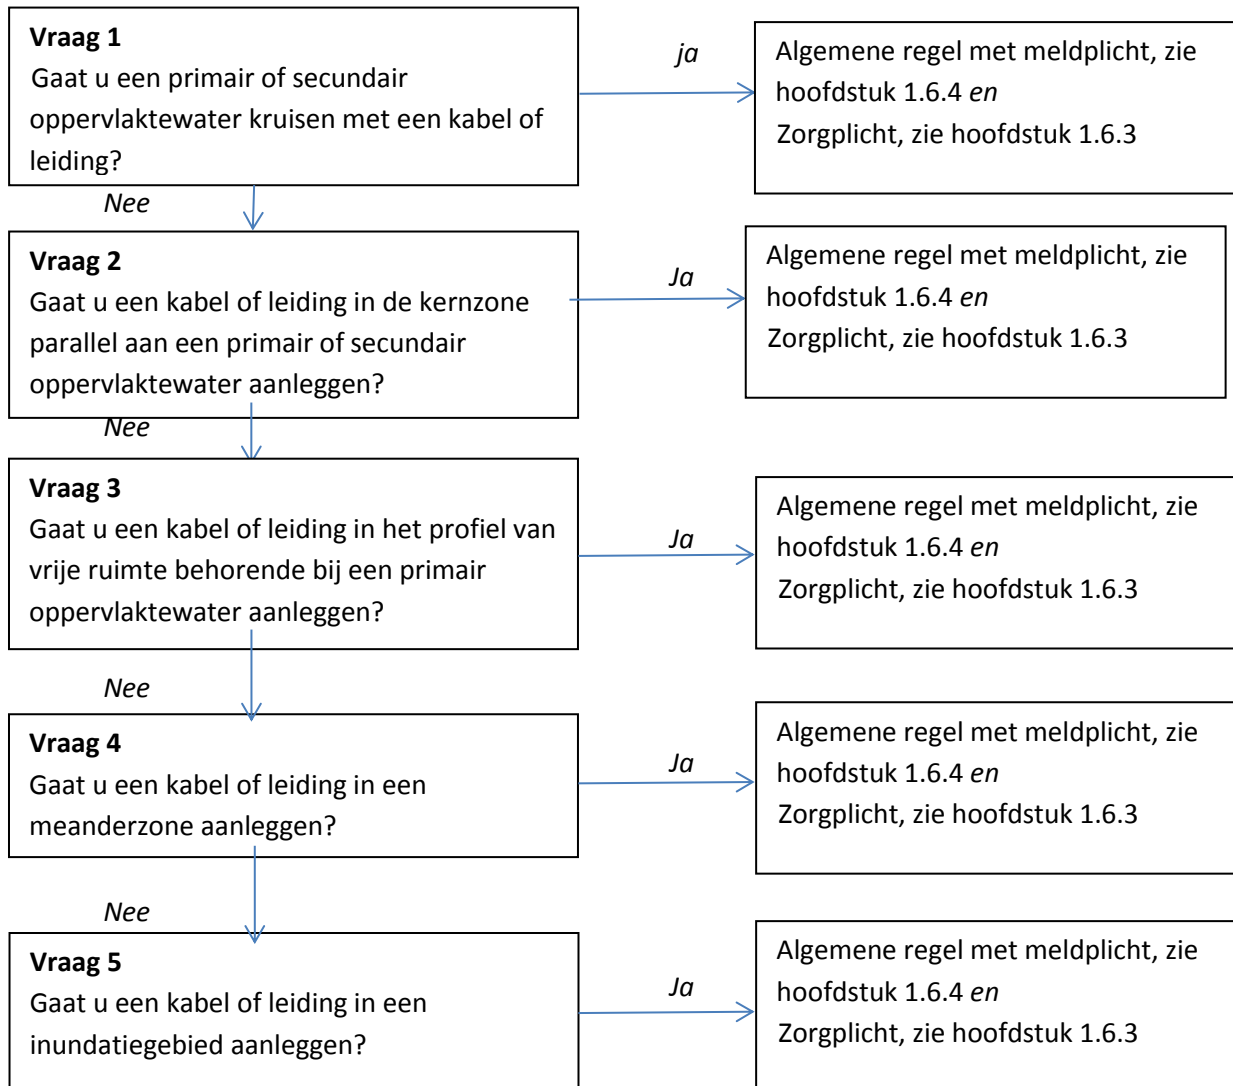 Vraag 1
Gaat u een primair of secundair
oppervlaktewater kruisen met een kabel of
leiding?
ja
Algemene regel met meldplicht, zie
hoofdstuk 1.6.4 en
Zorgplicht, zie hoofdstuk 1.6.3
Nee
Vraag 2
Gaat u een kabel of leiding in de kernzone
parallel aan een primair of secundair
oppervlaktewater aanleggen?
Ja
Algemene regel met meldplicht, zie
hoofdstuk 1.6.4 en
Zorgplicht, zie hoofdstuk 1.6.3
Nee
Vraag 3
Gaat u een kabel of leiding in het profiel van
vrije ruimte behorende bij een primair
oppervlaktewater aanleggen?
Ja
Algemene regel met meldplicht, zie
hoofdstuk 1.6.4 en
Zorgplicht, zie hoofdstuk 1.6.3
Nee
Vraag 4
Gaat u een kabel of leiding in een
meanderzone aanleggen?
Ja
Algemene regel met meldplicht, zie
hoofdstuk 1.6.4 en
Zorgplicht, zie hoofdstuk 1.6.3
Nee
Vraag 5
Gaat u een kabel of leiding in een
inundatiegebied aanleggen?
Ja
Algemene regel met meldplicht, zie
hoofdstuk 1.6.4 en
Zorgplicht, zie hoofdstuk 1.6.3